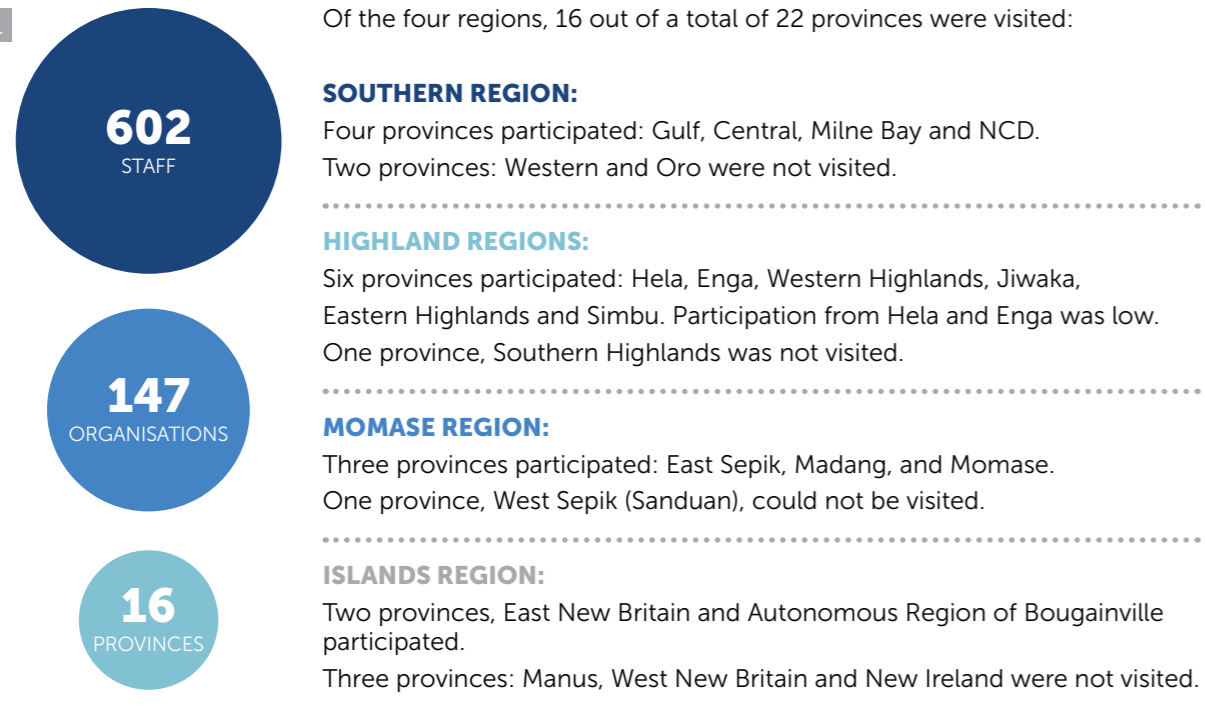 602
STAFF
147
ORGANISATIONS
16
PROVINCES
Of the four regions, 16 out of a total of 22 provinces were visited:
SOUTHERN REGION:
Four provinces participated: Gulf, Central, Milne Bay and NCD.
Two provinces: Western and Oro were not visited.
HIGHLAND REGIONS:
Six provinces participated: Hela, Enga, Western Highlands, Jiwaka,
Eastern Highlands and Simbu. Participation from Hela and Enga was low.
One province, Southern Highlands was not visited.
MOMASE REGION:
Three provinces participated: East Sepik, Madang, and Momase.
One province, West Sepik (Sanduan), could not be visited.
ISLANDS REGION:
Two provinces, East New Britain and Autonomous Region of Bougainville
participated.
Three provinces: Manus, West New Britain and New Ireland were not visited.